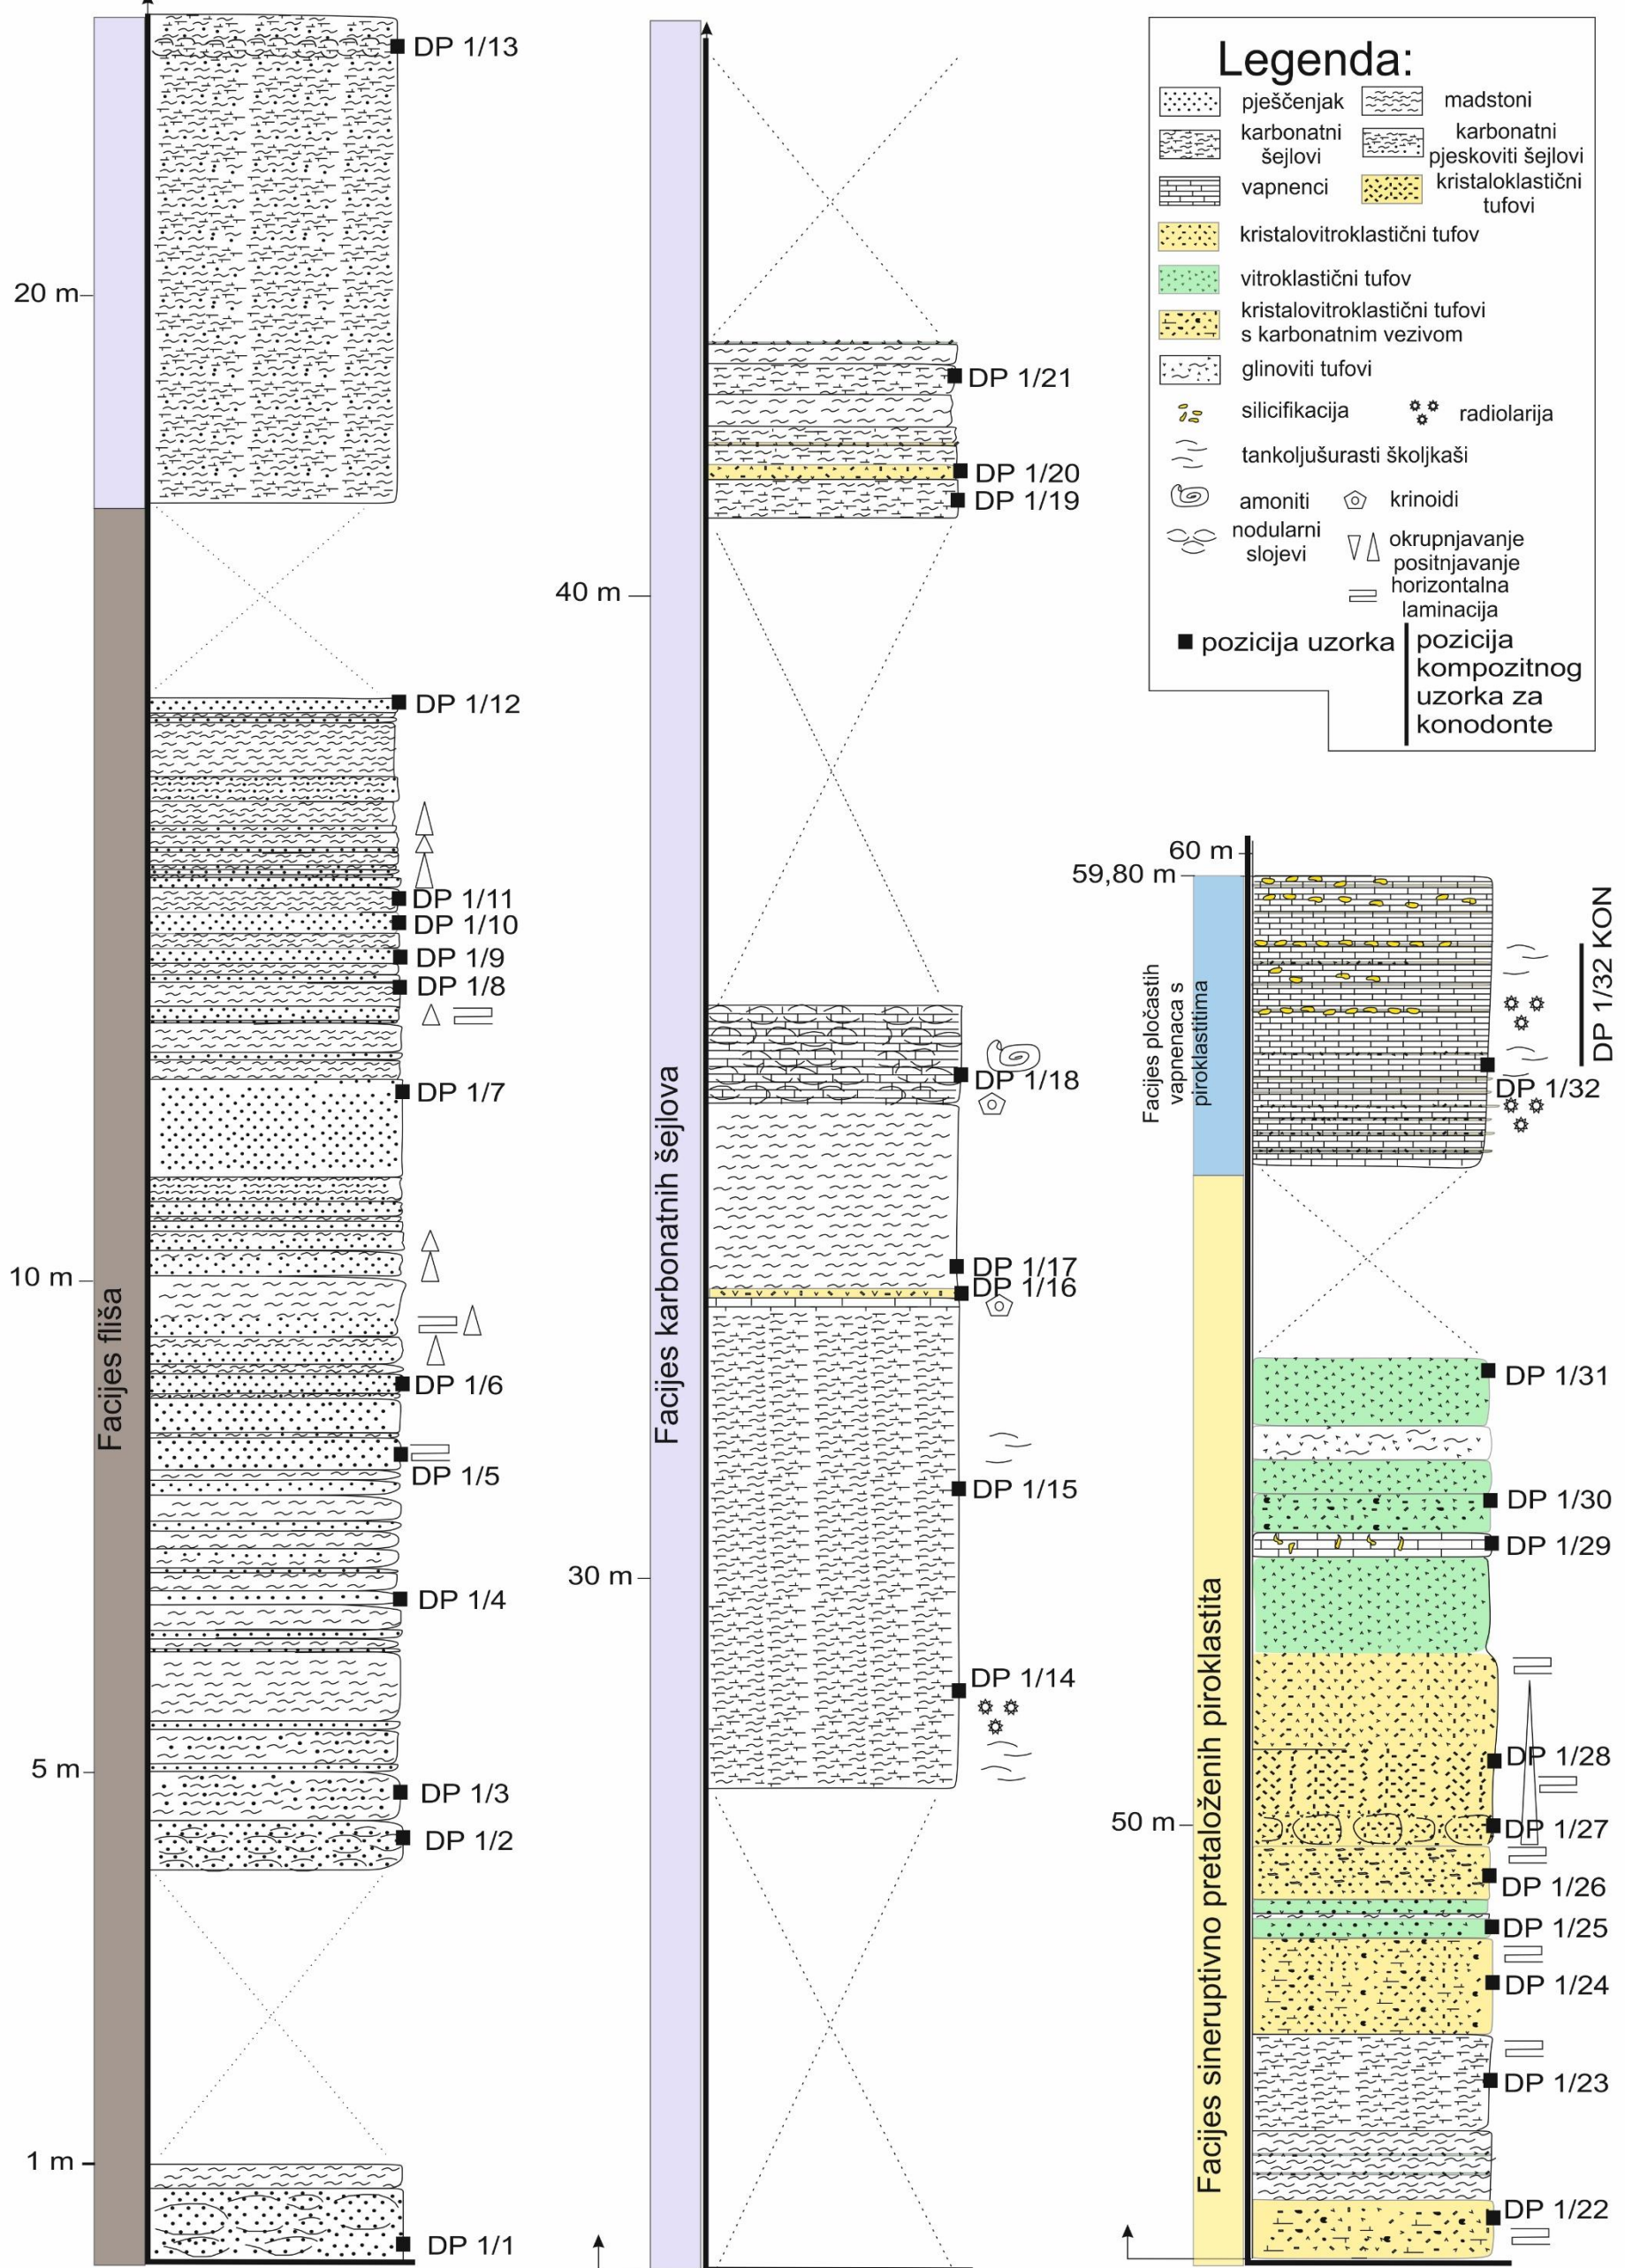 DP 1/13
20 m
DP 1/12
DP 1/11
DP 1/10
DP 1/9
DP 1/8
DP 1/7
10 m
Facijes fliša
DP 1/6
DP 1/5
DP 1/4
5 m
DP 1/3
DP 1/2
1 m
DP 1/1
DP 1/21
DP 1/20
DP 1/19
40 m
Facijes karbonatnih šejlova
DP 1/18
DP 1/17
DP 1/16
DP 1/15
30 m
DP 1/14
Legenda:
pješčenjak
madstoni
karbonatni
šejlovi
karbonatni
pjeskoviti šejlovi
vapnenci
kristaloklastični
tufovi
kristalovitroklastični tufov
vitroklastični tufov
kristalovitroklastični tufovi
s karbonatnim vezivom
glinoviti tufovi
silicifikacija
radiolarija
tankoljušurasti školjkaši
amoniti
krinoidi
nodularni
slojevi
okrupnjavanje
positnjavanje
horizontalna
laminacija
pozicija uzorka
pozicija
kompozitnog
uzorka za
konodonte
60 m
59,80 m
Facijes pločastih
vapnenaca s
piroklastitima
DP 1/32 KON
DP 1/32
DP 1/31
DP 1/30
DP 1/29
Facijes sineruptivno pretaloženih piroklastita
DP 1/28
50 m
DP 1/27
DP 1/26
DP 1/25
DP 1/24
DP 1/23
DP 1/22